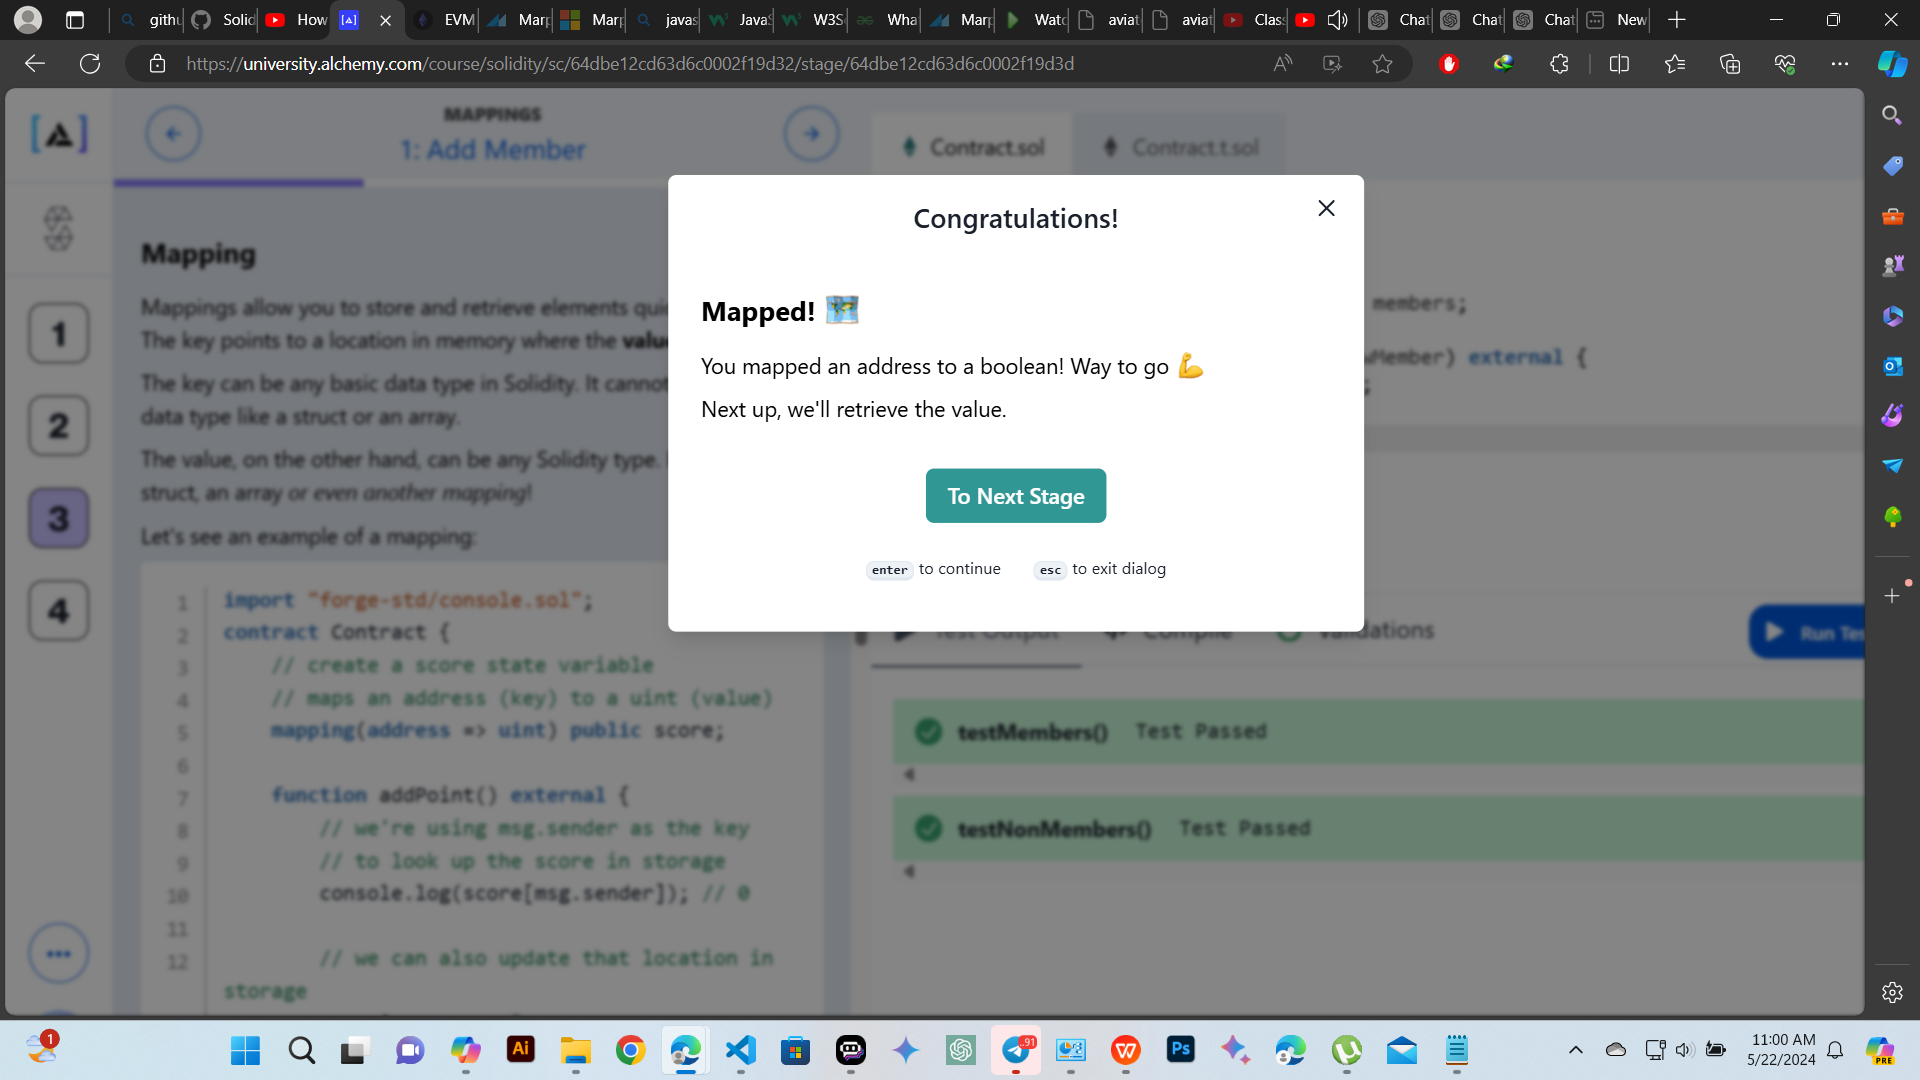 githu
Solid
How
EVM
Marp
Marp
javas
JavaS
W3S
Wha
Marp
Watc
aviat
aviat
Clas
Chat
Chat
Chat
New
https://university.alchemy.com/course/solidity/sc/64dbe12cd63d6c0002f19d32/stage/64dbe12cd63d6c0002f19d3d
MAPPINGS
1: Add Member
Contract.sol
Contract.t.sol
Mapping
Mappings allow you to store and retrieve elements
The key points to a location in memory where the
The key can be any basic data type in Solidity. It
data type like a struct or an array.
The value, on the other hand, can be any Solidity type.
struct, an array or even another mapping!
Let's see an example of a mapping:
1
2
3
4
1 import "forge-std/console.sol";
2 contract Contract {
3 // create a score state variable
4 // maps an address (key) to a uint (value)
5 mapping(address => uint) public score;
6
7 function addPoint() external {
8 // we're using msg.sender as the key
9 // to look up the score in storage
10 console.log(score[msg.sender]); // 0
11
12 // we can also update that location in
storage
members;
Member) external {
;
Congratulations!
Mapped! 🗺️
You mapped an address to a boolean! Way to go 💪
Next up, we'll retrieve the value.
To Next Stage
enter to continue esc to exit dialog
Test Output
Compile
Validations
Run Tes
testMembers() Test Passed
testNonMembers() Test Passed
1
Ai
91
Ps
11:00 AM
5/22/2024
PRE